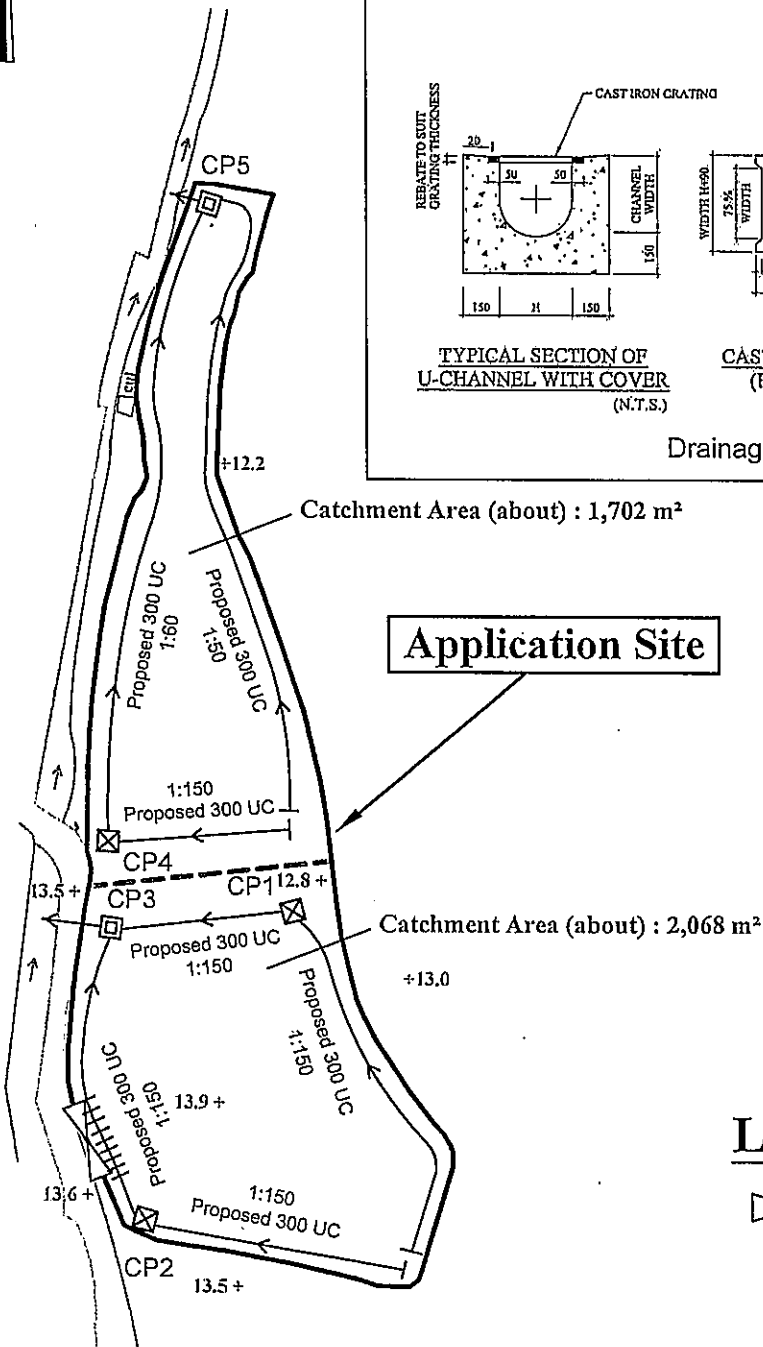 CAST IRON GRATING
REBATE TO SUIT
GRATING THICKNESS
20
50
50
CHANNEL
WIDTH
150
150
H
150
WIDTH H+90
75%
WIDTH
TYPICAL SECTION OF
U-CHANNEL WITH COVER
(N.T.S.)
CAS
Drainag
CP5
+12.2
Catchment Area (about) : 1,702 m²
Proposed 300 UC
1:60
Proposed 300 UC
1:50
Application Site
1:150
Proposed 300 UC
CP4
13.5 +
CP3
CP1
12.8 +
Proposed 300 UC
1:150
Catchment Area (about) : 2,068 m²
+13.0
Proposed 300 UC
1:150
Proposed 300 UC
1:150
13.9 +
13.6 +
1:150
Proposed 300 UC
CP2
13.5 +
L